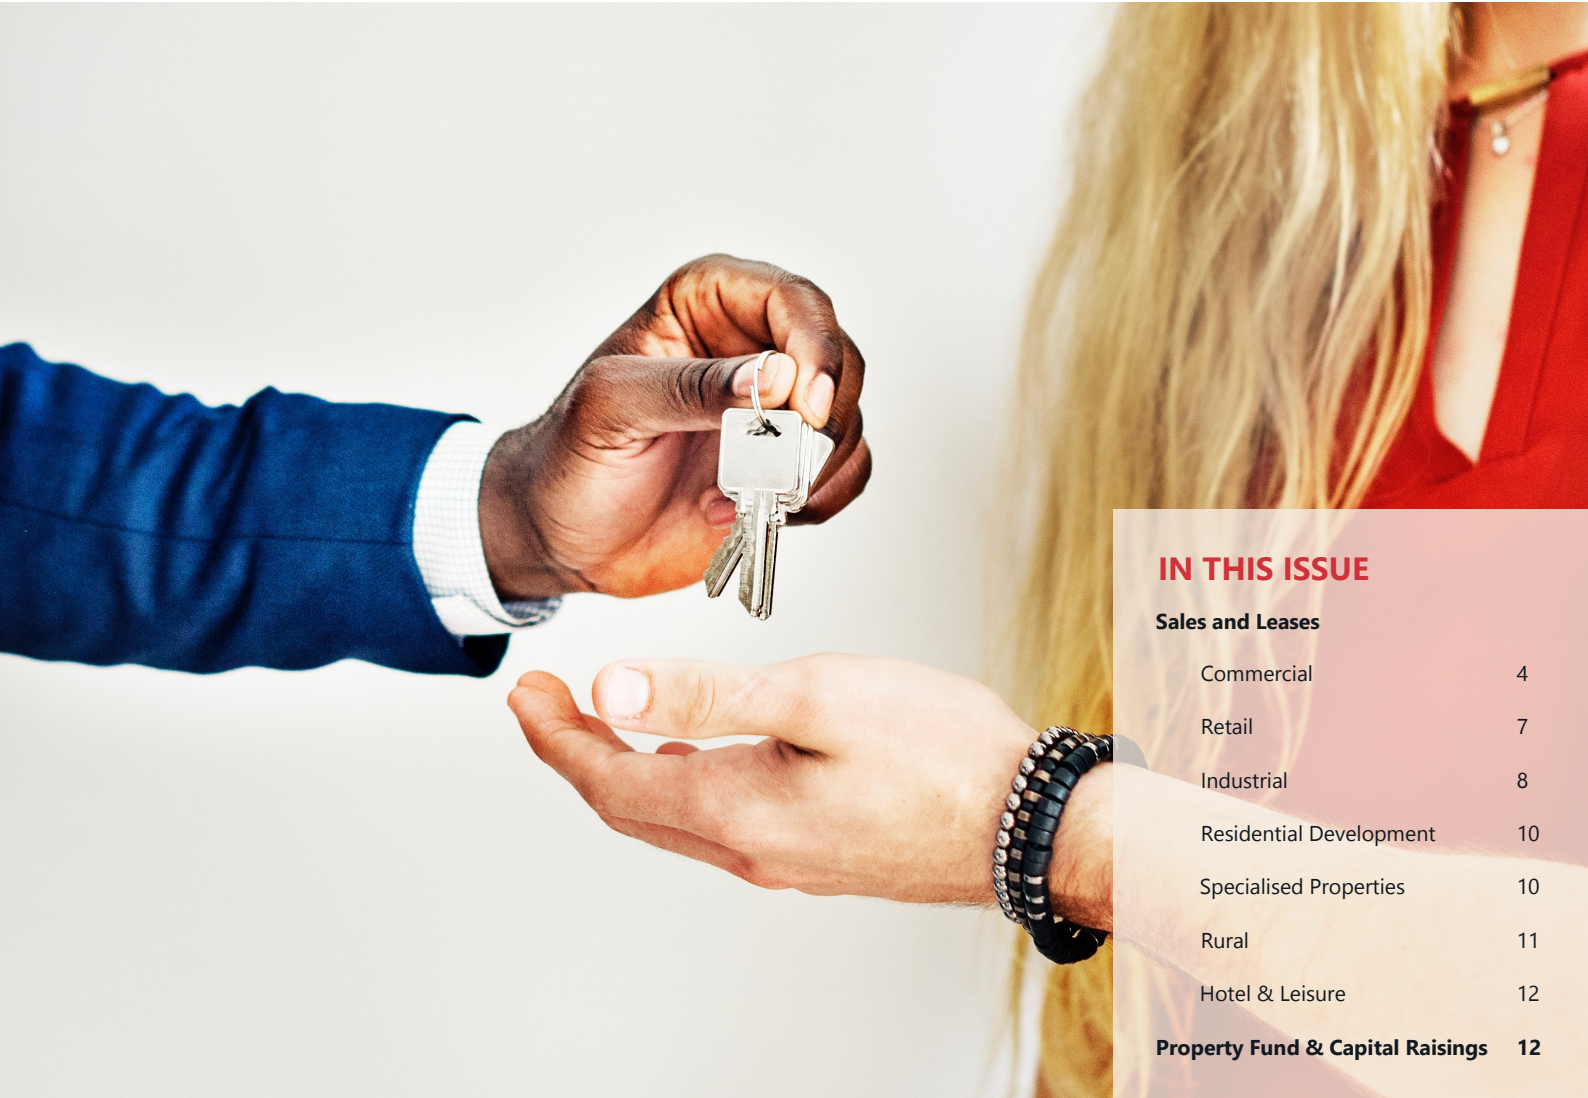 IN THIS ISSUE
Sales and Leases
Commercial 4
Retail 7
Industrial 8
Residential Development 10
Specialised Properties 10
Rural 11
Hotel & Leisure 12
Property Fund & Capital Raisings 12